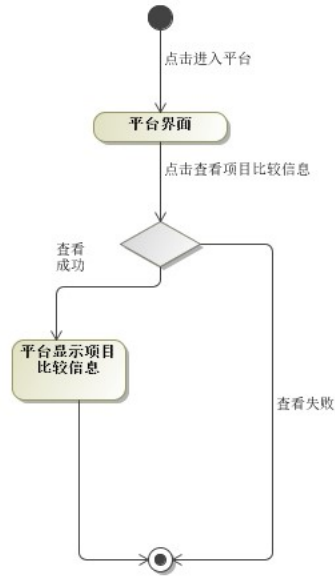 点击进入平台
平台界面
点击查看项目比较信息
查看
成功
平台显示项目
比较信息
查看失败